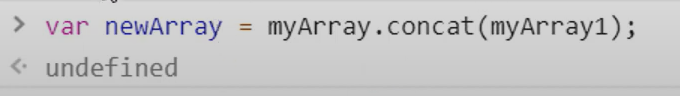 > var newArray = myArray.concat(myArray1);
<· undefined